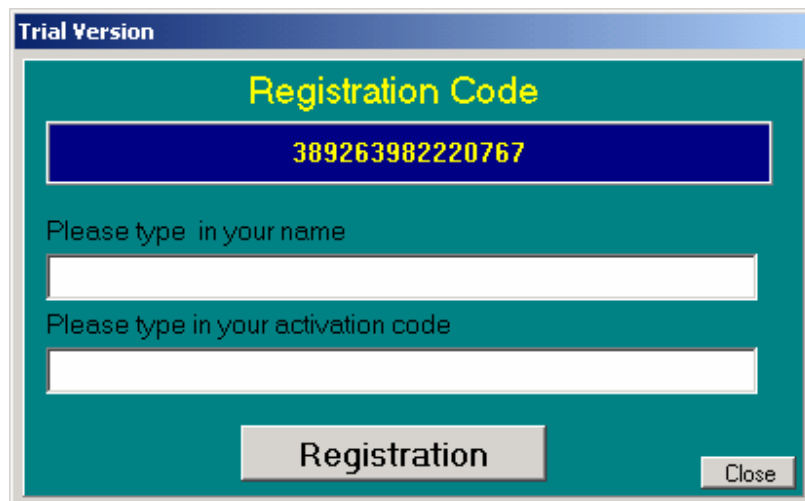 Trial Version
Registration Code
389263982220767
Please type in your name
Please type in your activation code
Registration
Close